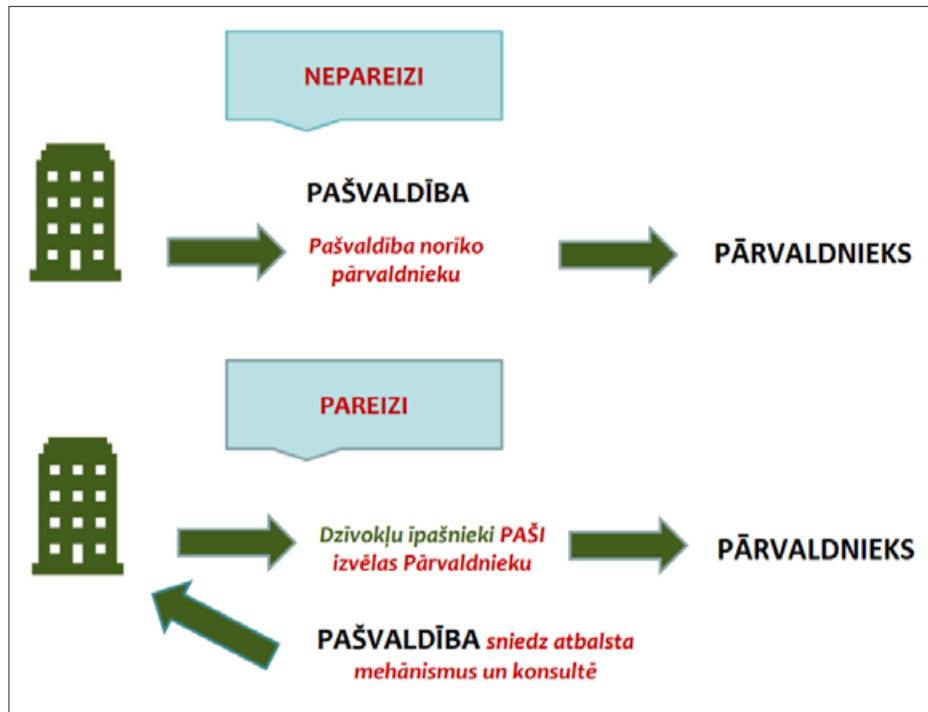 NEPAREIZI
PAŠVALDĪBA
Pašvaldība norīko
pārvaldnieku
PĀRVALDNIEKS
PAREIZI
Dzīvokļu īpašnieki PAŠI
izvēlas Pārvaldnieku
PĀRVALDNIEKS
PAŠVALDĪBA sniedz atbalsta
mehānismus un konsultē